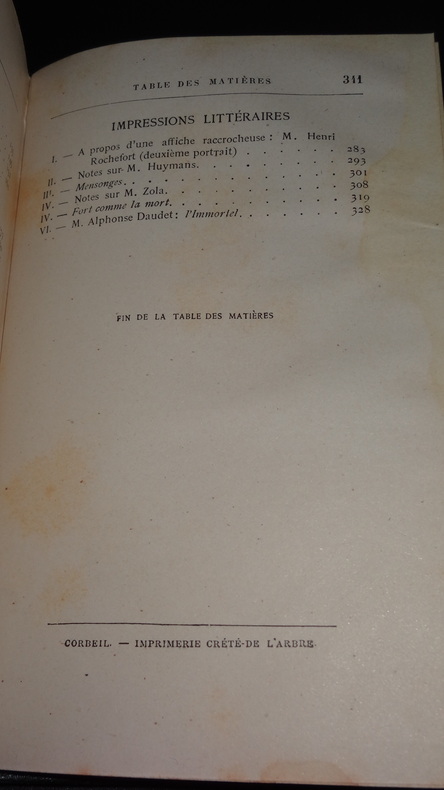 TABLE DES MATIÈRES 341
IMPRESSIONS LITTÉRAIRES
I. — A propos d'une affiche raccrocheuse : M. Henri
Rochefort (deuxième portrait) . . . . . . 283
II. — Notes sur M. Huymans. . . . . . . . 293
III. — Mensonges. . . . . . . . . . . . 301
IV. — Notes sur M. Zola. . . . . . . . . . 308
IV. — Fort comme la mort. . . . . . . . . . 319
VI. — M. Alphonse Daudet : l'Immortel. . . . . . . 328
FIN DE LA TABLE DES MATIÈRES
CORBEIL. — IMPRIMERIE CRÉTÉ-DE L'ARBRE.